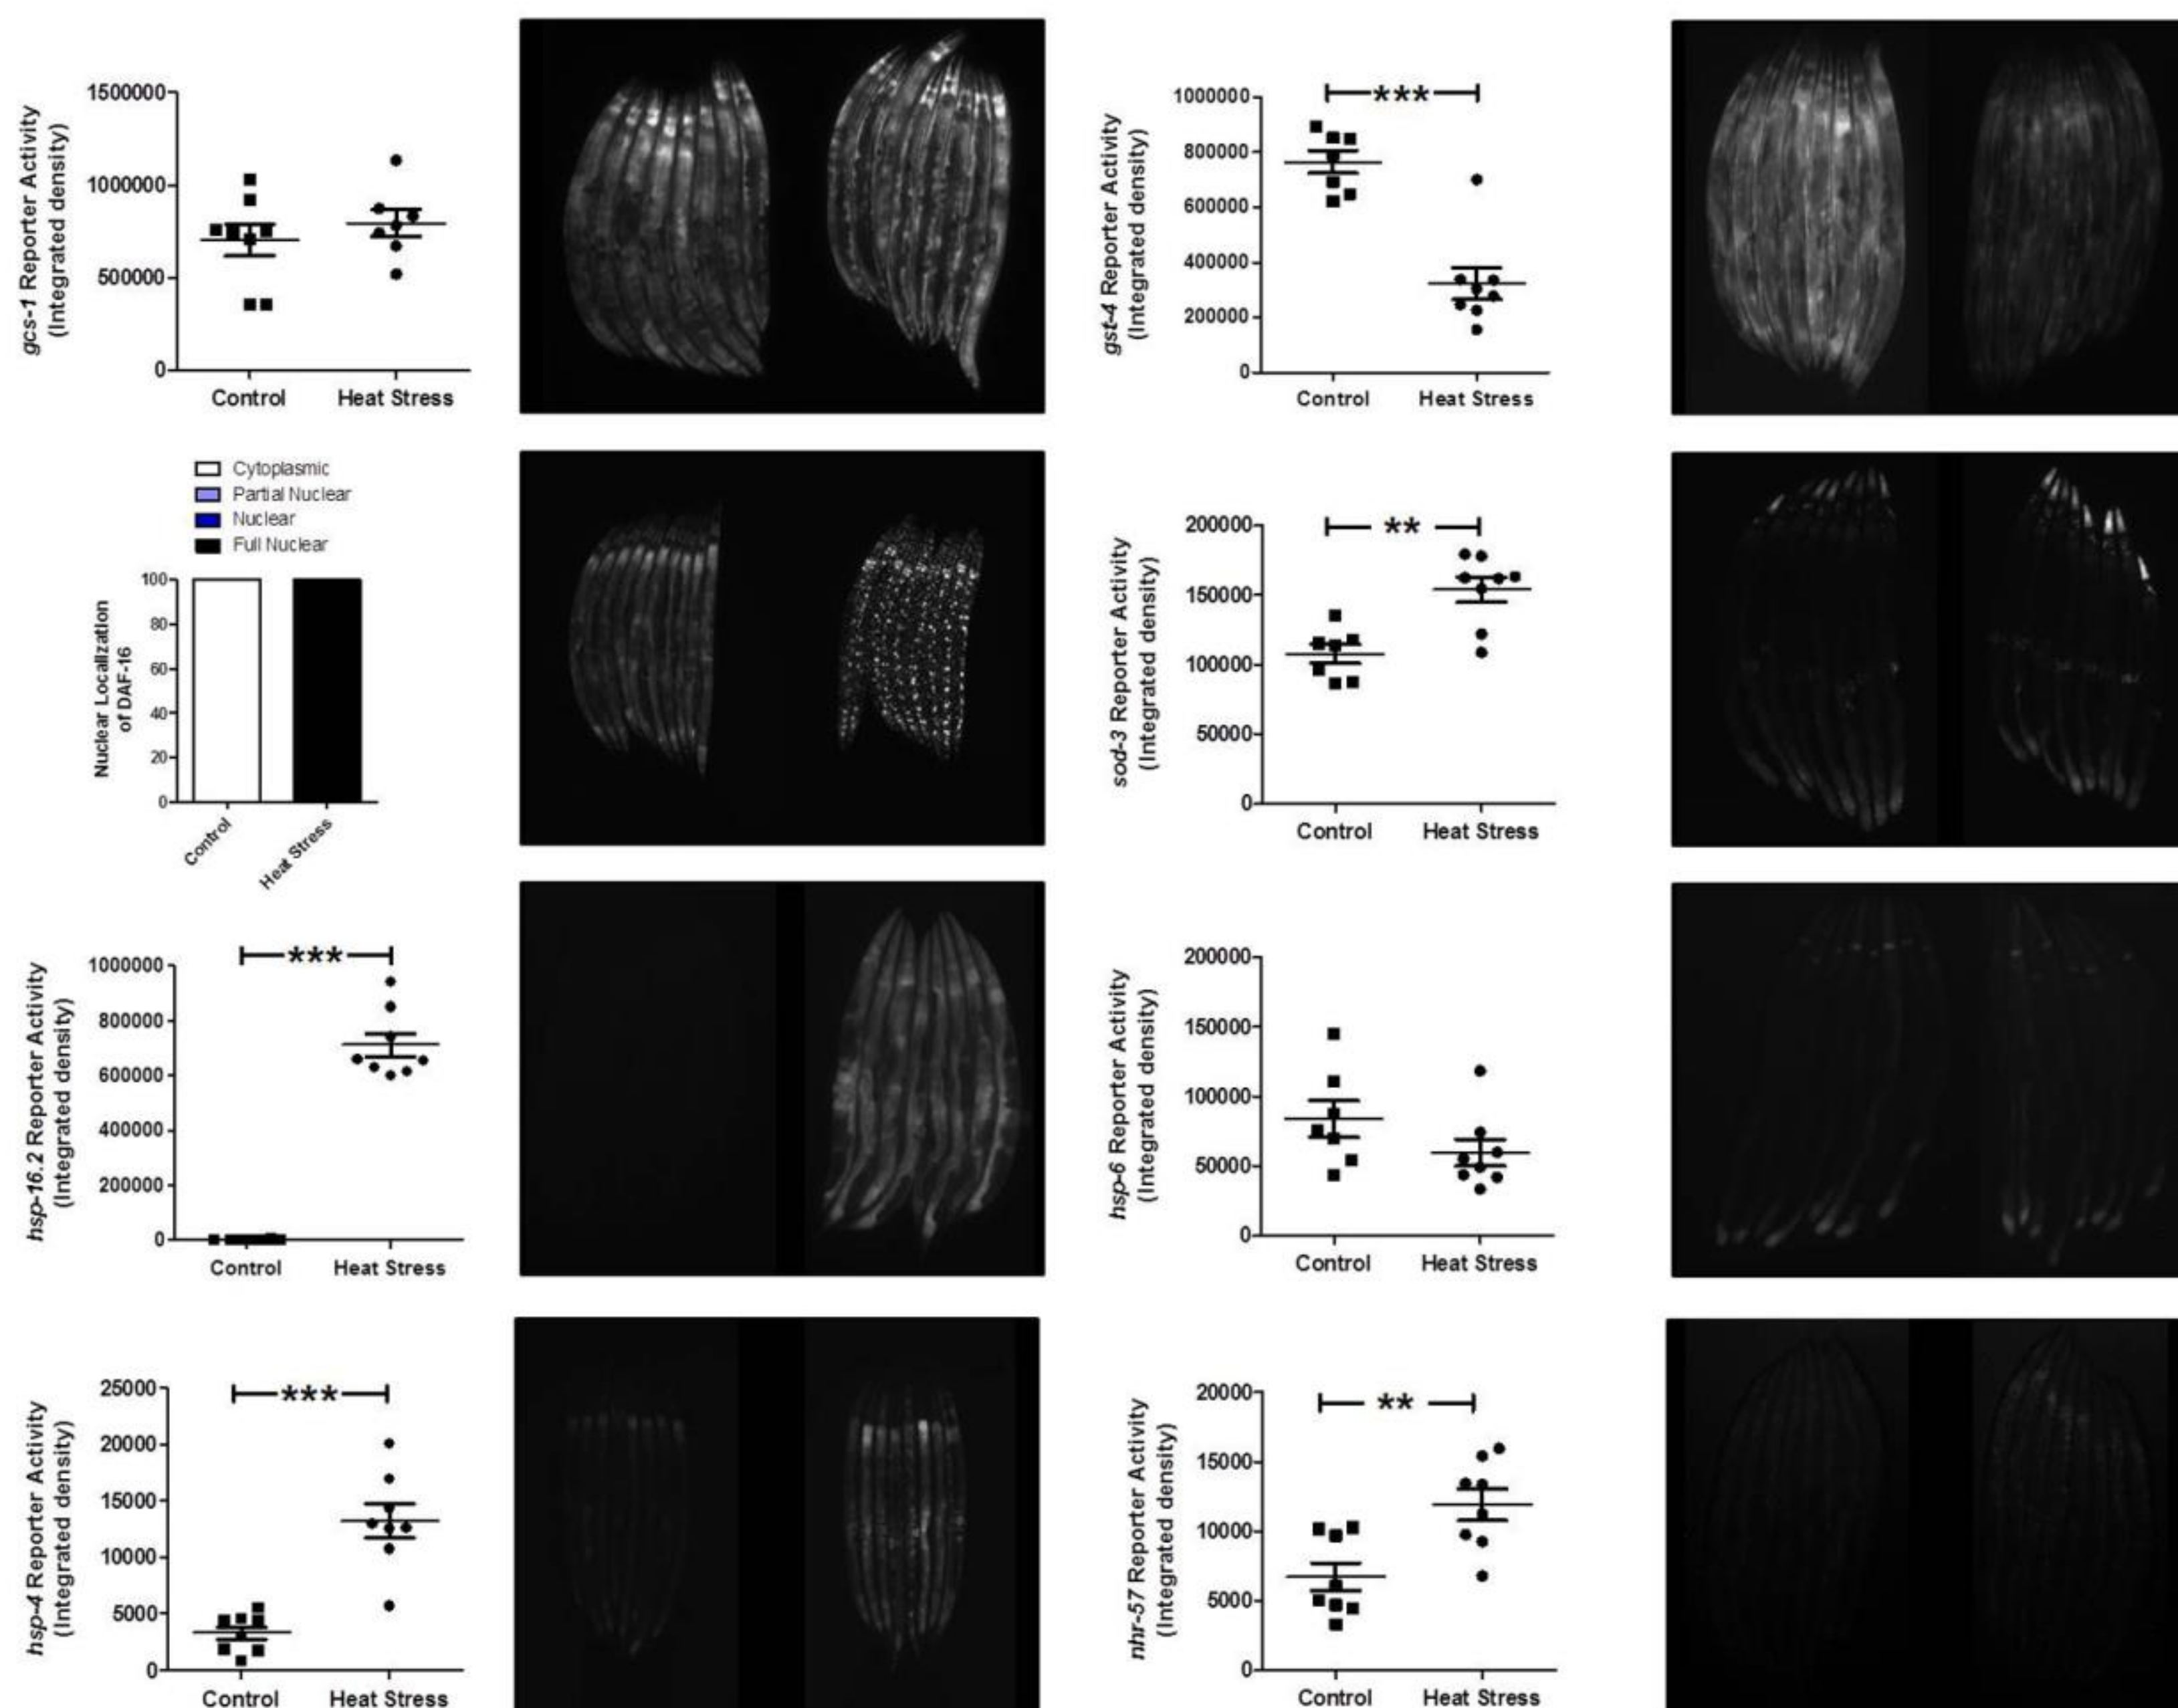 gcs-1 Reporter Activity
(Integrated density)
1500000
1000000
500000
0
Control Heat Stress
***
gst-4 Reporter Activity
(Integrated density)
1000000
800000
600000
400000
200000
0
Control Heat Stress
Cytoplasmic
Partial Nuclear
Nuclear
Full Nuclear
Nuclear Localization
of DAF-16
100
80
60
40
20
0
Control
Heat Stress
**
sod-3 Reporter Activity
(Integrated density)
200000
150000
100000
50000
0
Control Heat Stress
***
hsp-16.2 Reporter Activity
(Integrated density)
1000000
800000
600000
400000
200000
0
Control Heat Stress
hsp-6 Reporter Activity
(Integrated density)
200000
150000
100000
50000
0
Control Heat Stress
***
hsp-4 Reporter Activity
(Integrated density)
25000
20000
15000
10000
5000
0
Control Heat Stress
**
nhr-57 Reporter Activity
(Integrated density)
20000
15000
10000
5000
0
Control Heat Stress